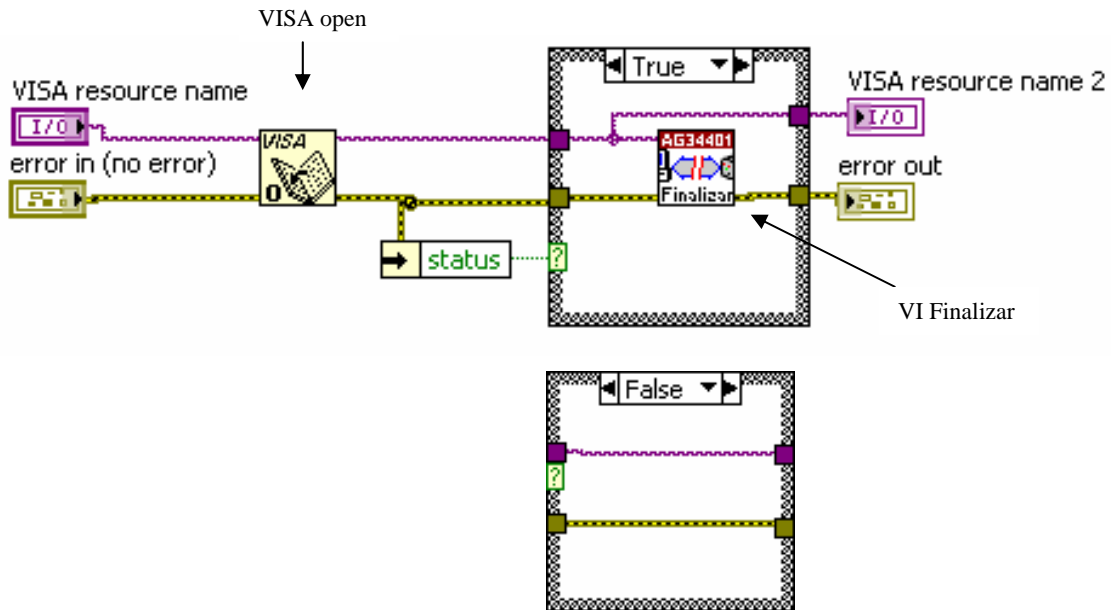 VISA open
True
VISA resource name
VISA resource name 2
I/O
I/O
VISA
AG34401
error in (no error)
error out
0
Finalizar
status
?
VI Finalizar
False
?